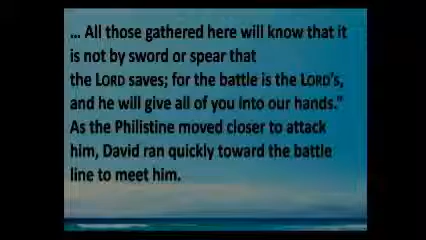 ... All those gathered here will know that it
is not by sword or spear that
the LORD saves; for the battle is the LORD's,
and he will give all of you into our hands."
As the Philistine moved closer to attack
him, David ran quickly toward the battle
line to meet him.